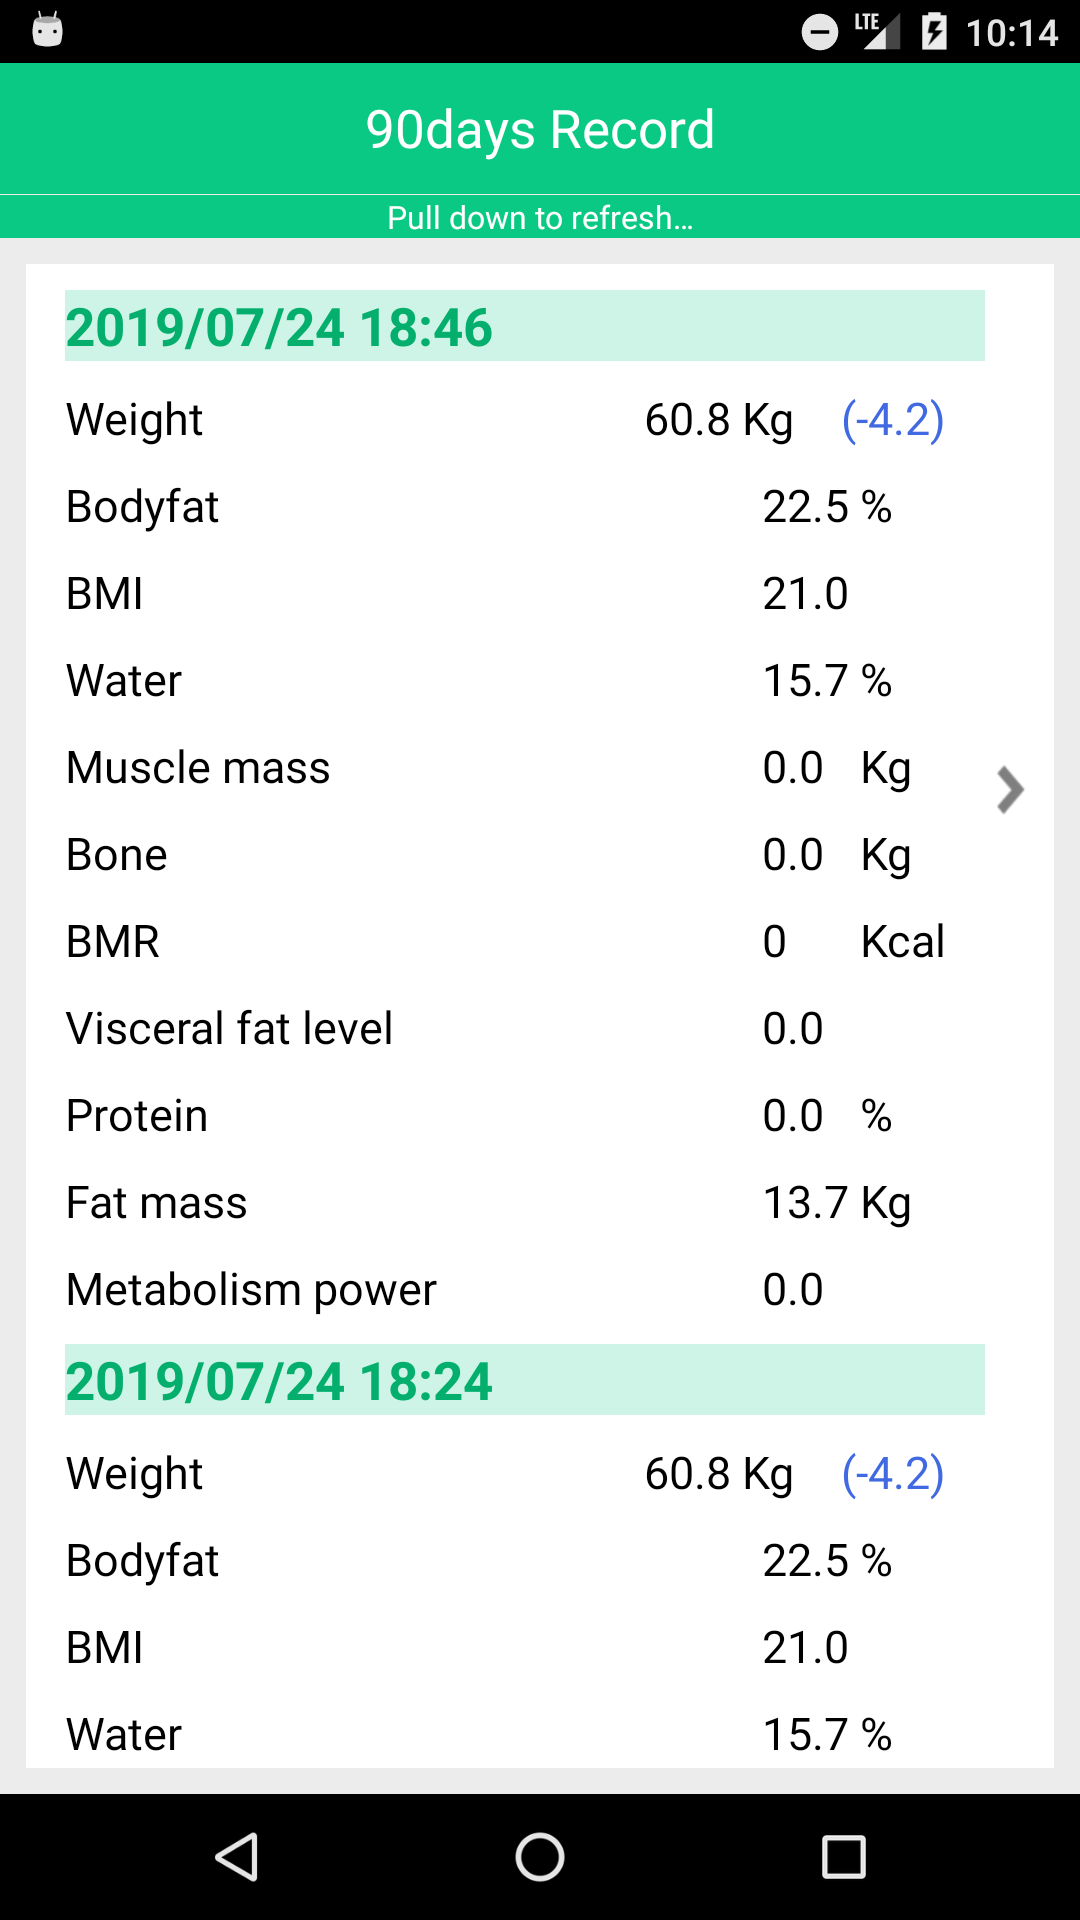 LTE 10:14
90days Record
Pull down to refresh...
2019/07/24 18:46
Weight 60.8 Kg (-4.2)
Bodyfat 22.5 %
BMI 21.0
Water 15.7 %
Muscle mass 0.0 Kg
Bone 0.0 Kg
BMR 0 Kcal
Visceral fat level 0.0
Protein 0.0 %
Fat mass 13.7 Kg
Metabolism power 0.0
2019/07/24 18:24
Weight 60.8 Kg (-4.2)
Bodyfat 22.5 %
BMI 21.0
Water 15.7 %